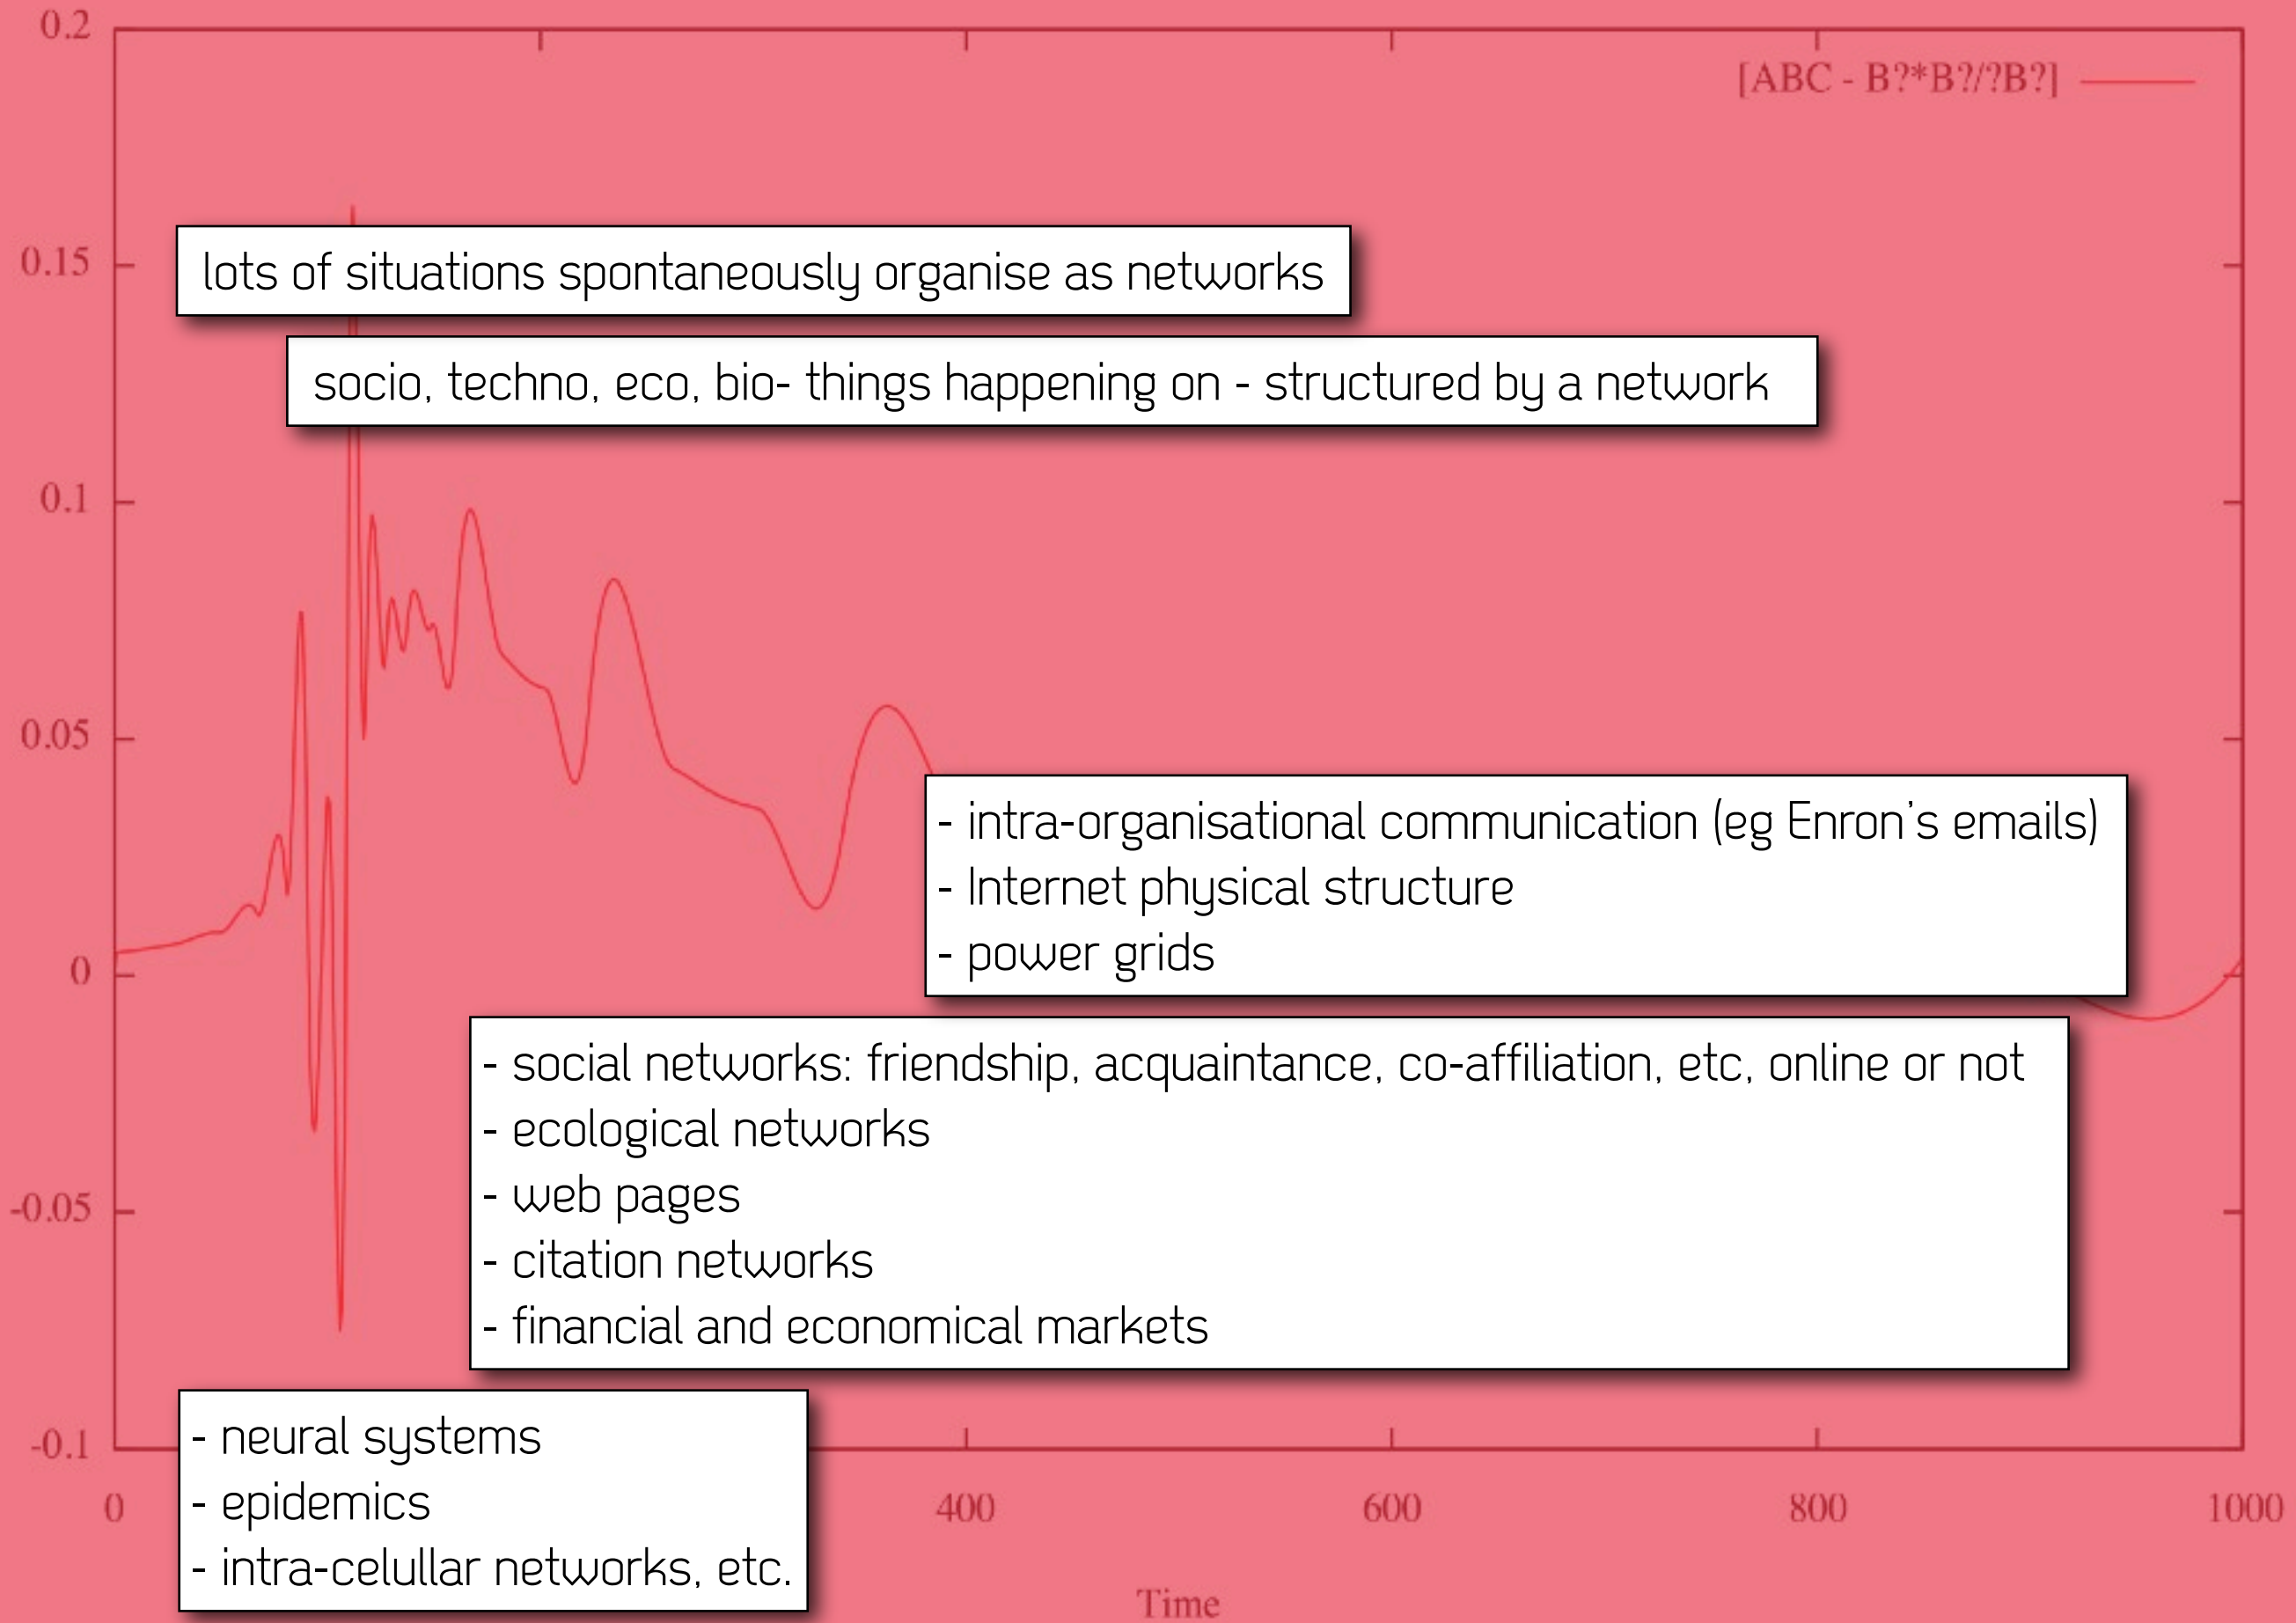 0.2
[ABC - B?*B?/?B?]
lots of situations spontaneously organise as networks
0.15
socio, techno, eco, bio- things happening on - structured by a network
0.1
0.05
- intra-organisational communication (eg Enron's emails)
- Internet physical structure
- power grids
0
- social networks: friendship, acquaintance, co-affiliation, etc, online or not
- ecological networks
- web pages
- citation networks
- financial and economical markets
-0.05
-0.1
- neural systems
- epidemics
- intra-celullar networks, etc.
0 400 600 800 1000
Time